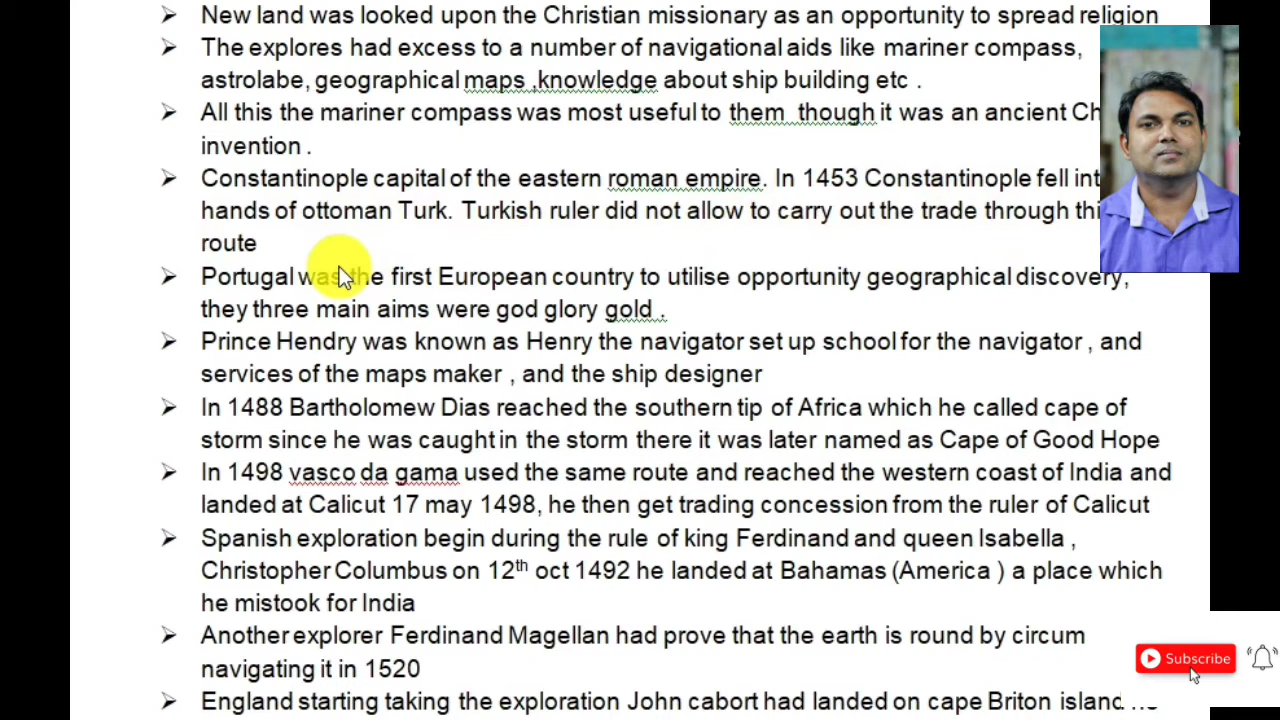 New land was looked upon the Christian missionary as an opportunity to spread religion
The explores had excess to a number of navigational aids like mariner compass,
astrolabe, geographical maps ,knowledge about ship building etc .
All this the mariner compass was most useful to them though it was an ancient
invention .
Constantinople capital of the eastern roman empire. In 1453 Constantinople fell
hands of ottoman Turk. Turkish ruler did not allow to carry out the trade through
route
Portugal was the first European country to utilise opportunity geographical discovery,
they three main aims were god glory gold .
Prince Hendry was known as Henry the navigator set up school for the navigator , and
services of the maps maker , and the ship designer
In 1488 Bartholomew Dias reached the southern tip of Africa which he called cape of
storm since he was caught in the storm there it was later named as Cape of Good Hope
In 1498 vasco da gama used the same route and reached the western coast of India and
landed at Calicut 17 may 1498, he then get trading concession from the ruler of Calicut
Spanish exploration begin during the rule of king Ferdinand and queen Isabella ,
Christopher Columbus on 12th oct 1492 he landed at Bahamas (America ) a place which
he mistook for India
Another explorer Ferdinand Magellan had prove that the earth is round by circum
navigating it in 1520
England starting taking the exploration John cabort had landed on cape Briton island
Subscribe